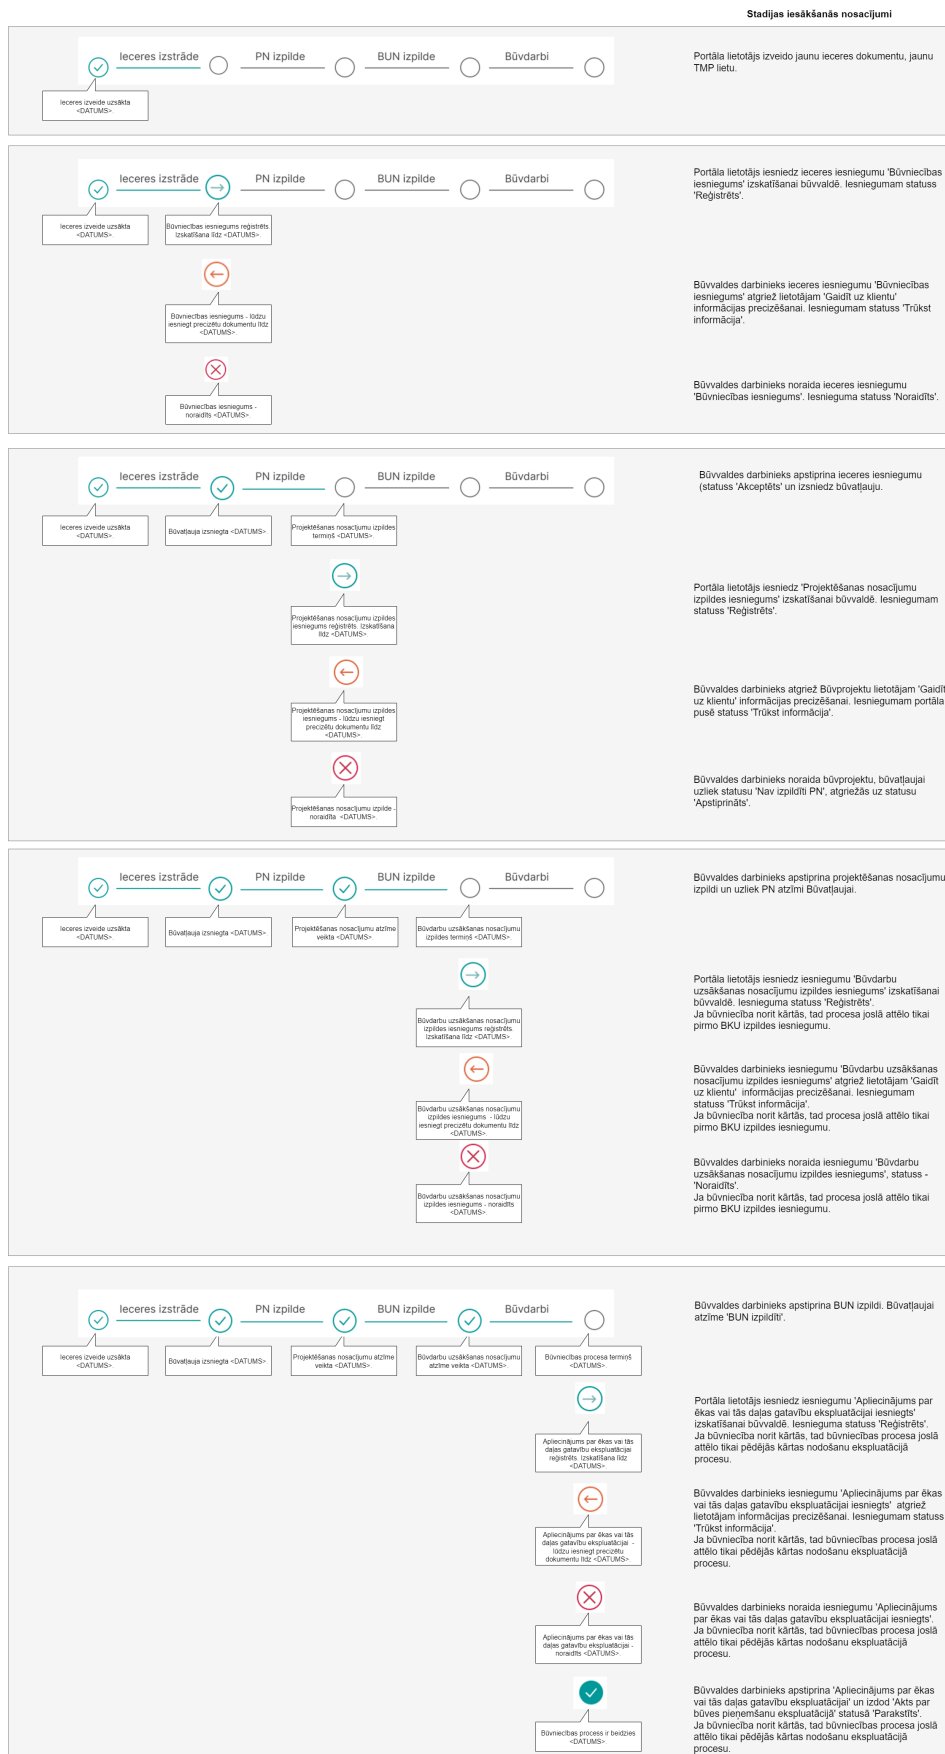 Stadijas iesākšanās nosacījumi
Ieceres izstrāde
PN izpilde
BUN izpilde
Būvdarbi
Ieceres izveide uzsākta
<DATUMS>.
Portāla lietotājs izveido jaunu ieceres dokumentu, jaunu
TMP lietu.
Ieceres izstrāde
PN izpilde
BUN izpilde
Būvdarbi
Ieceres izveide uzsākta
<DATUMS>.
Būvniecības iesniegums reģistrēts.
Izskatīšana līdz <DATUMS>.
Portāla lietotājs iesniedz ieceres iesniegumu 'Būvniecības
iesniegums' izskatīšanai būvvaldē. Iesniegumam statuss
'Reģistrēts'.
Būvniecības iesniegums - lūdzu
iesniegt precizētu dokumentu līdz
<DATUMS>.
Būvvaldes darbinieks ieceres iesniegumu 'Būvniecības
iesniegums' atgriež lietotājam 'Gaidīt uz klientu'
informācijas precizēšanai. Iesniegumam statuss 'Trūkst
informācija'.
Būvniecības iesniegums -
noraidīts <DATUMS>.
Būvvaldes darbinieks noraida ieceres iesniegumu
'Būvniecības iesniegums'. Iesnieguma statuss 'Noraidīts'.
Ieceres izstrāde
PN izpilde
BUN izpilde
Būvdarbi
Ieceres izveide uzsākta
<DATUMS>.
Būvatļauja izsniegta <DATUMS>.
Projektēšanas nosacījumu izpildes
termiņš <DATUMS>.
Būvvaldes darbinieks apstiprina ieceres iesniegumu
(statuss 'Akceptēts' un izsniedz būvatļauju.
Projektēšanas nosacījumu izpildes
iesniegums reģistrēts. Izskatīšana
līdz <DATUMS>.
Portāla lietotājs iesniedz 'Projektēšanas nosacījumu
izpildes iesniegums' izskatīšanai būvvaldē. Iesniegumam
statuss 'Reģistrēts'.
Projektēšanas nosacījumu izpildes
iesniegums - lūdzu iesniegt
precizētu dokumentu līdz
<DATUMS>.
Būvvaldes darbinieks atgriež Būvprojektu lietotājam 'Gaidīt
uz klientu' informācijas precizēšanai. Iesniegumam portāla
pusē statuss 'Trūkst informācija'.
Projektēšanas nosacījumu izpilde -
noraidīta <DATUMS>.
Būvvaldes darbinieks noraida būvprojektu, būvatļaujai
uzliek statusu 'Nav izpildīti PN', atgriežās uz statusu
'Apstiprināts'.
Ieceres izstrāde
PN izpilde
BUN izpilde
Būvdarbi
Ieceres izveide uzsākta
<DATUMS>.
Būvatļauja izsniegta <DATUMS>.
Projektēšanas nosacījumu atzīme
veikta <DATUMS>.
Būvdarbu uzsākšanas nosacījumu
izpildes termiņš <DATUMS>.
Būvvaldes darbinieks apstiprina projektēšanas nosacījumu
izpildi un uzliek PN atzīmi Būvatļaujai.
Būvdarbu uzsākšanas nosacījumu
izpildes iesniegums reģistrēts.
Izskatīšana līdz <DATUMS>.
Portāla lietotājs iesniedz iesniegumu 'Būvdarbu
uzsākšanas nosacījumu izpildes iesniegums' izskatīšanai
būvvaldē. Iesnieguma statuss 'Reģistrēts'.
Ja būvniecība norit kārtās, tad procesa joslā attēlo tikai
pirmo BKU izpildes iesniegumu.
Būvdarbu uzsākšanas nosacījumu
izpildes iesniegums - lūdzu
iesniegt precizētu dokumentu līdz
<DATUMS>.
Būvvaldes darbinieks iesniegumu 'Būvdarbu uzsākšanas
nosacījumu izpildes iesniegums' atgriež lietotājam 'Gaidīt
uz klientu' informācijas precizēšanai. Iesniegumam
statuss 'Trūkst informācija'.
Ja būvniecība norit kārtās, tad procesa joslā attēlo tikai
pirmo BKU izpildes iesniegumu.
Būvdarbu uzsākšanas nosacījumu
izpildes iesniegums - noraidīts
<DATUMS>.
Būvvaldes darbinieks noraida iesniegumu 'Būvdarbu
uzsākšanas nosacījumu izpildes iesniegums', statuss -
'Noraidīts'.
Ja būvniecība norit kārtās, tad procesa joslā attēlo tikai
pirmo BKU izpildes iesniegumu.
Ieceres izstrāde
PN izpilde
BUN izpilde
Būvdarbi
Ieceres izveide uzsākta
<DATUMS>.
Būvatļauja izsniegta <DATUMS>.
Projektēšanas nosacījumu atzīme
veikta <DATUMS>.
Būvdarbu uzsākšanas nosacījumu
atzīme veikta <DATUMS>.
Būvniecības procesa termiņš
<DATUMS>.
Būvvaldes darbinieks apstiprina BUN izpildi. Būvatļaujai
atzīme 'BUN izpildīti'.
Apliecinājums par ēkas vai tās
daļas gatavību ekspluatācijai
reģistrēts. Izskatīšana līdz
<DATUMS>.
Portāla lietotājs iesniedz iesniegumu 'Apliecinājums par
ēkas vai tās daļas gatavību ekspluatācijai iesniegts'
izskatīšanai būvvaldē. Iesnieguma statuss 'Reģistrēts'.
Ja būvniecība norit kārtās, tad būvniecības procesa joslā
attēlo tikai pēdējās kārtas nodošanu ekspluatācijā
procesu.
Apliecinājums par ēkas vai tās
daļas gatavību ekspluatācijai -
lūdzu iesniegt precizētu
dokumentu līdz <DATUMS>
Būvvaldes darbinieks iesniegumu 'Apliecinājums par ēkas
vai tās daļas gatavību ekspluatācijai iesniegts' atgriež
lietotājam informācijas precizēšanai. Iesniegumam statuss
'Trūkst informācija'.
Ja būvniecība norit kārtās, tad būvniecības procesa joslā
attēlo tikai pēdējās kārtas nodošanu ekspluatācijā
procesu.
Apliecinājums par ēkas vai tās
daļas gatavību ekspluatācijai -
noraidīts <DATUMS>.
Būvvaldes darbinieks noraida iesniegumu 'Apliecinājums
par ēkas vai tās daļas gatavību ekspluatācijai iesniegts'.
Ja būvniecība norit kārtās, tad būvniecības procesa joslā
attēlo tikai pēdējās kārtas nodošanu ekspluatācijā
procesu.
Būvniecības process ir beidzies
<DATUMS>.
Būvvaldes darbinieks apstiprina 'Apliecinājums par ēkas
vai tās daļas gatavību ekspluatācijai' un izdod 'Akts par
būves pieņemšanu ekspluatācijā' statusā 'Parakstīts'.
Ja būvniecība norit kārtās, tad būvniecības procesa joslā
attēlo tikai pēdējās kārtas nodošanu ekspluatācijā
procesu.